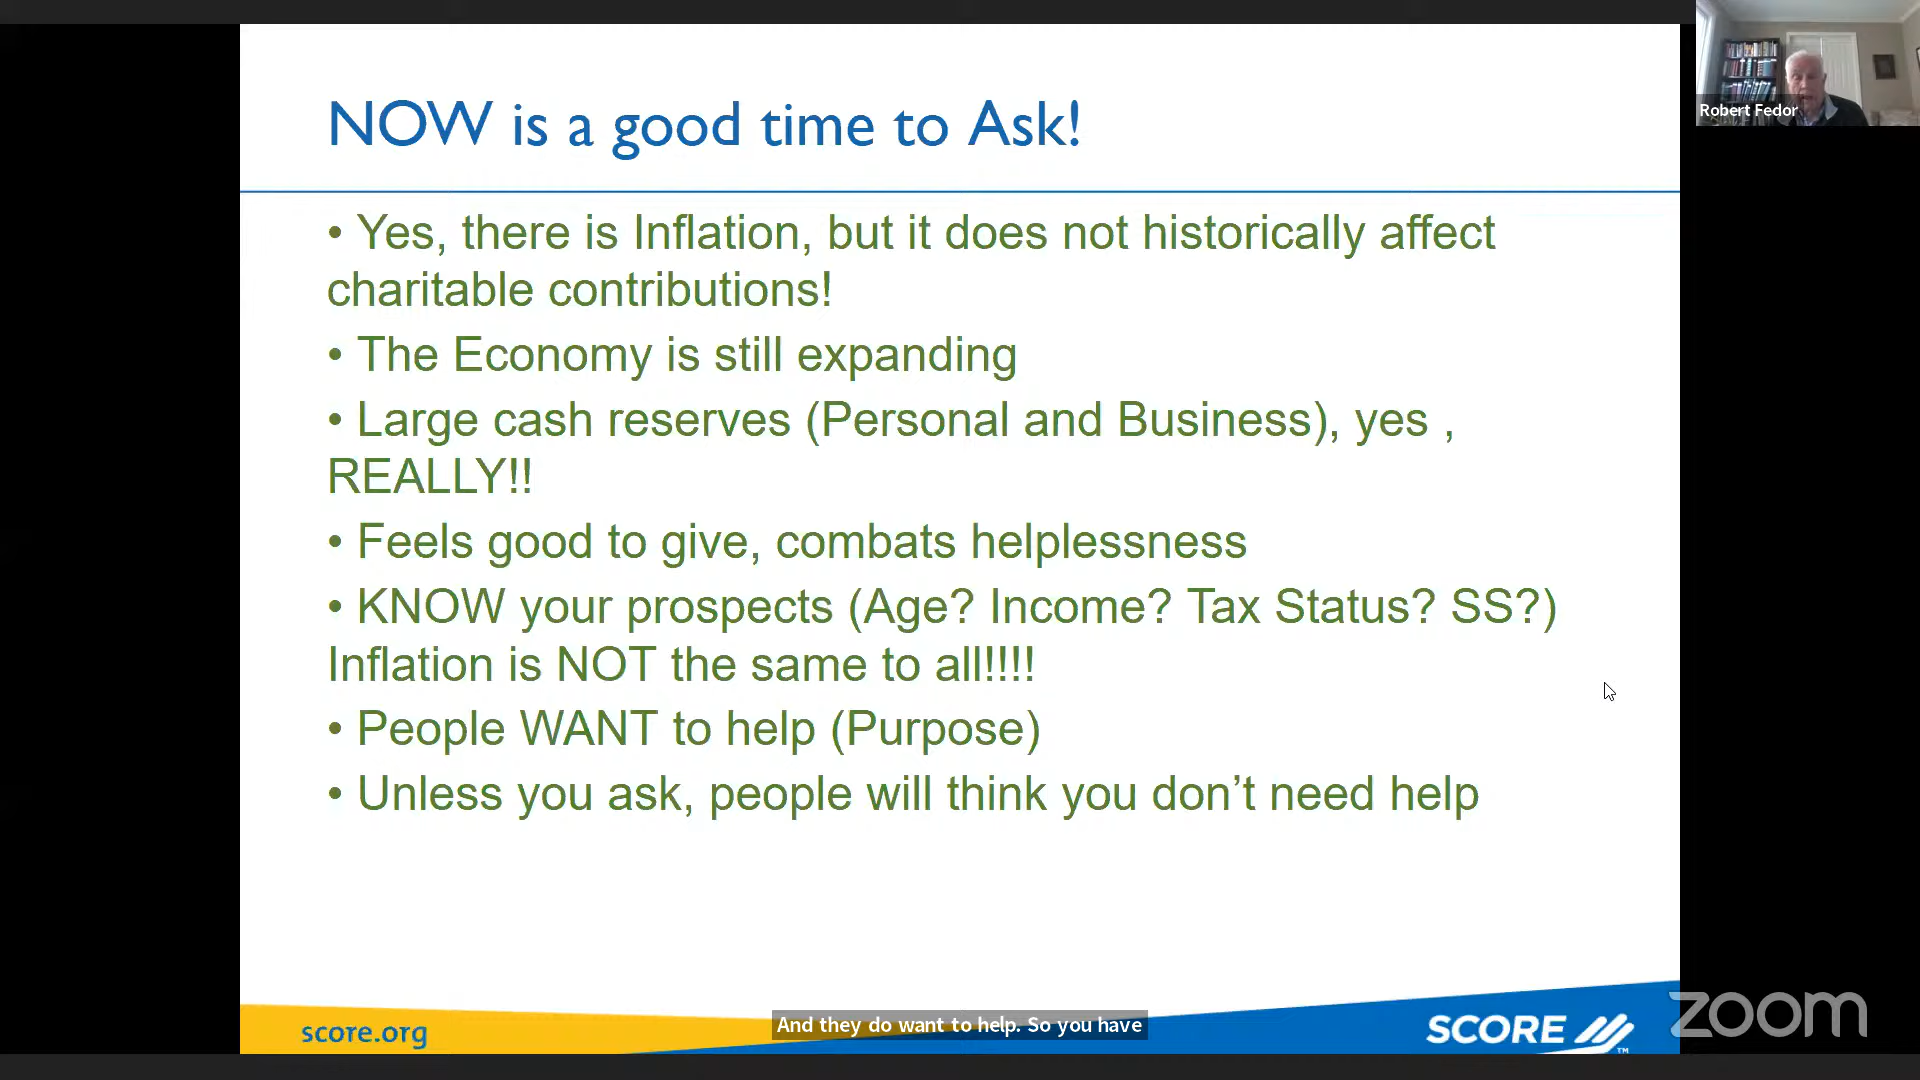 Robert Fedor
NOW is a good time to Ask!
• Yes, there is Inflation, but it does not historically affect
charitable contributions!
• The Economy is still expanding
• Large cash reserves (Personal and Business), yes ,
REALLY!!
• Feels good to give, combats helplessness
• KNOW your prospects (Age? Income? Tax Status? SS?)
Inflation is NOT the same to all!!!!
• People WANT to help (Purpose)
• Unless you ask, people will think you don’t need help
score.org
And they do want to help. So you have
SCORE
TM
zoom